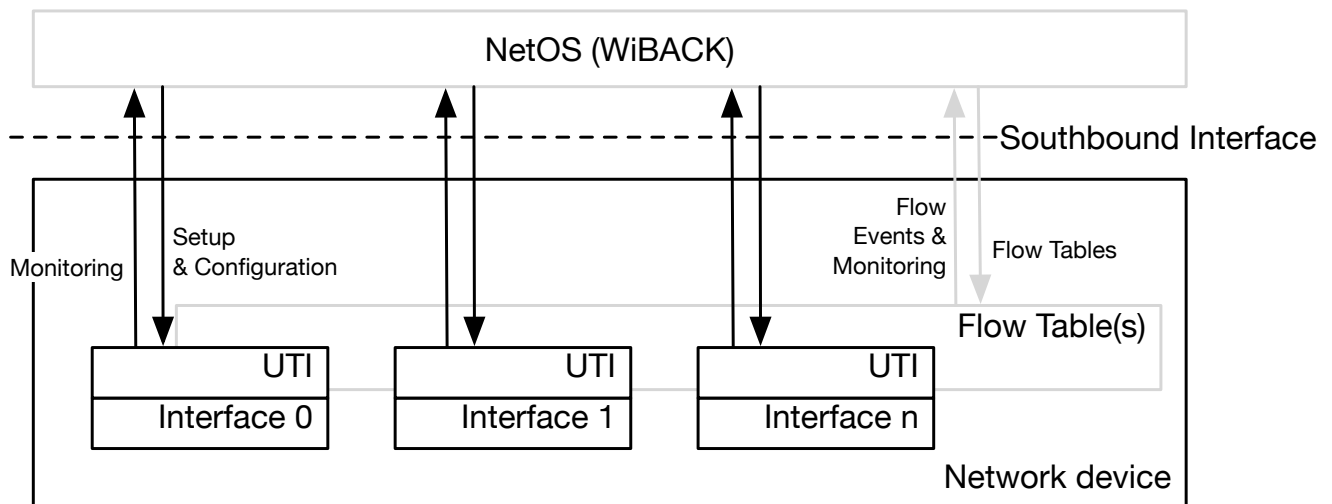 NetOS (WiBACK)
Southbound Interface
Monitoring
Setup
& Configuration
Flow
Events &
Monitoring
Flow Tables
Flow Table(s)
UTI
UTI
UTI
Interface 0
Interface 1
Interface n
Network device